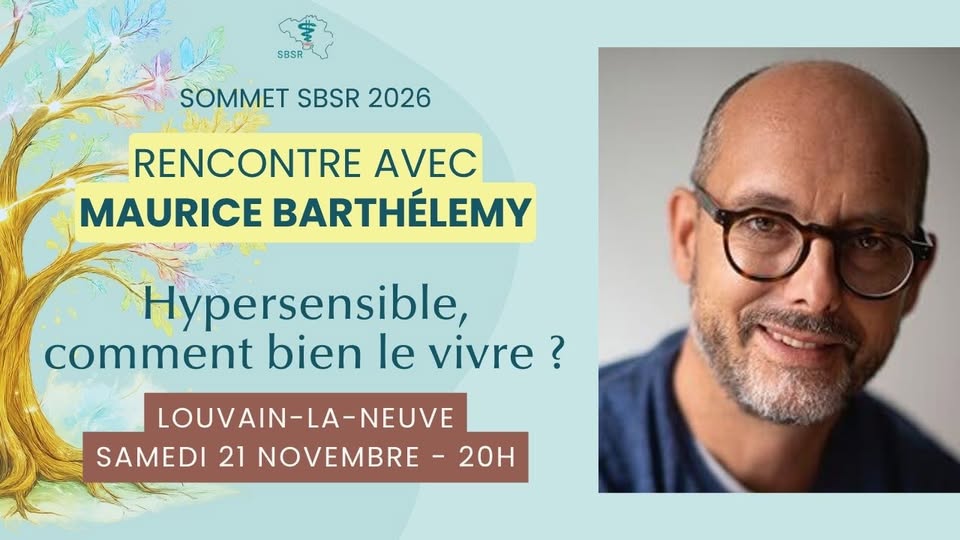 SBSR
SOMMET SBSR 2026
RENCONTRE AVEC
MAURICE BARTHÉLEMY
Hypersensible,
comment bien le vivre ?
LOUVAIN-LA-NEUVE
SAMEDI 21 NOVEMBRE - 20H